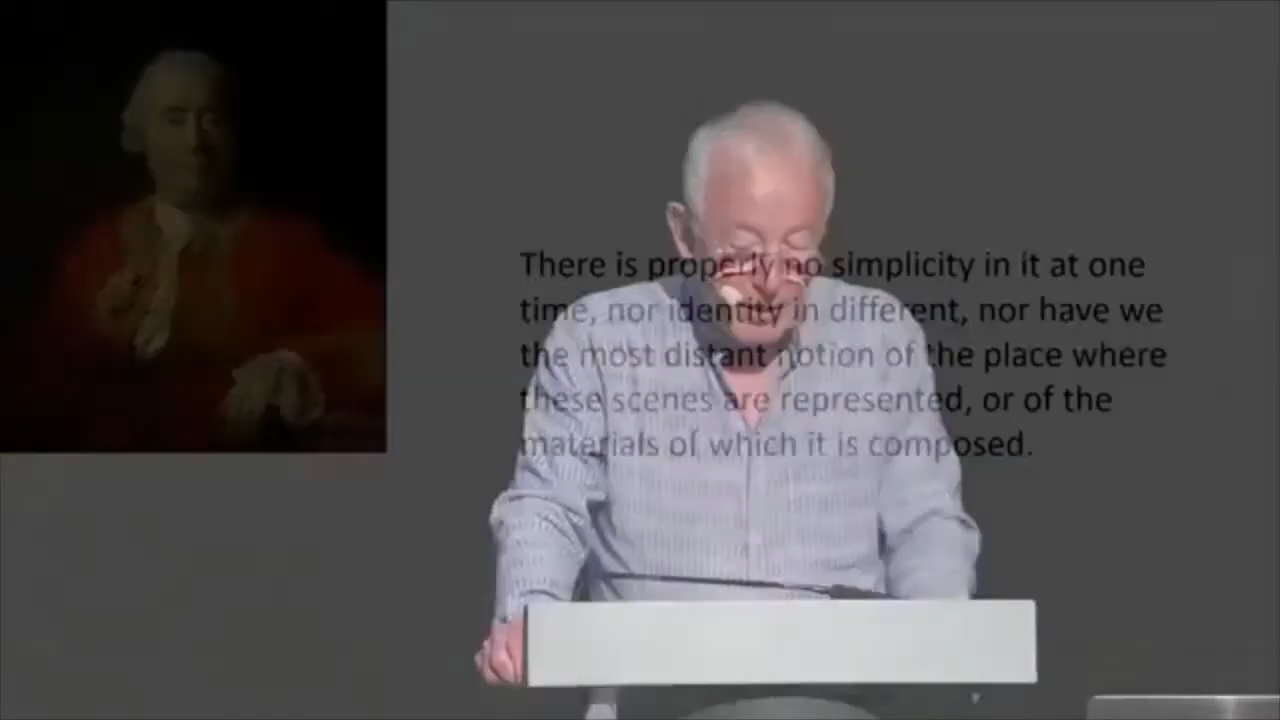 There is properly no simplicity in it at one
time, nor identity in different, nor have we
the most distant notion of the place where
these scenes are represented, or of the
materials of which it is composed.